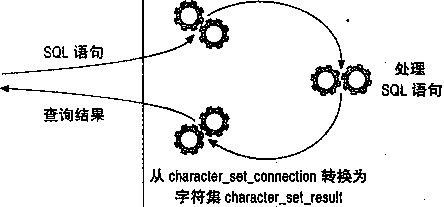 SQL 语句
处理
SQL 语句
查询结果
从 character_set_connection 转换为
字符集 character_set_result